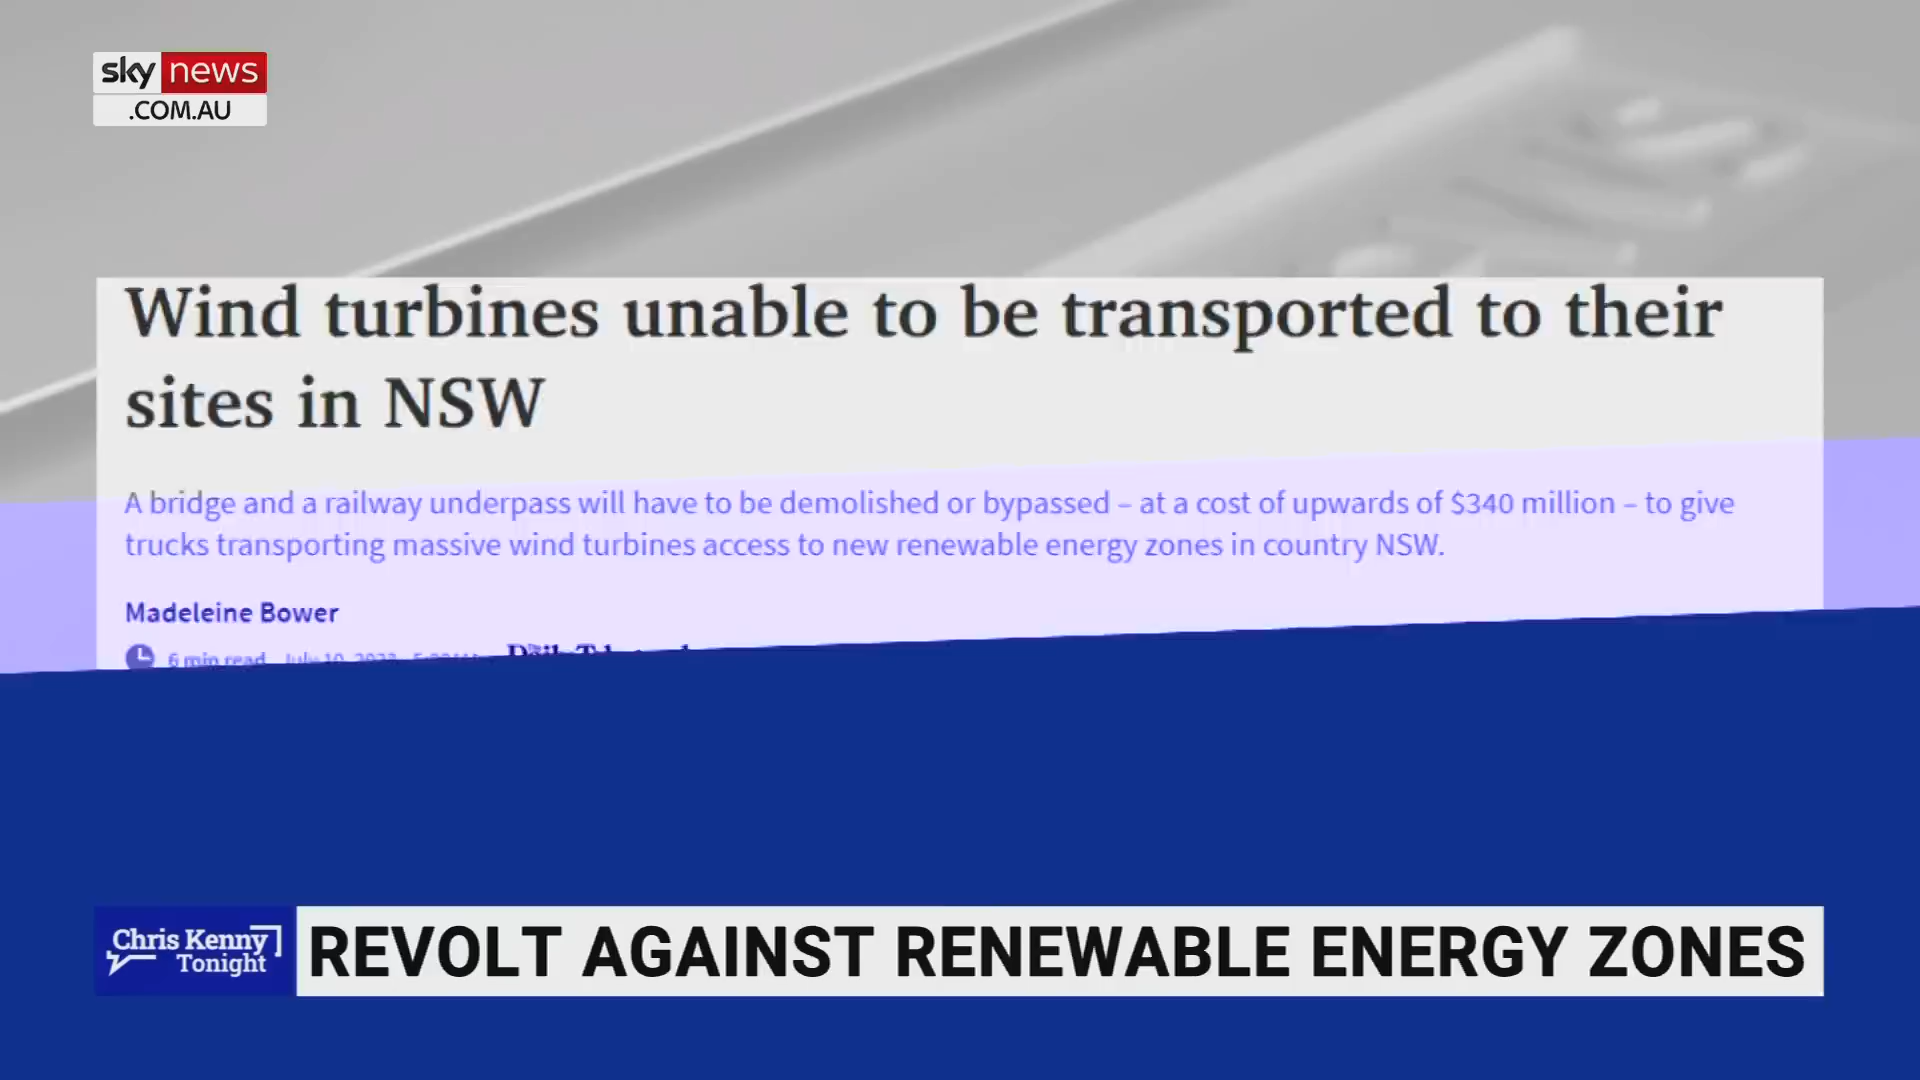 sky news
.COM.AU
Wind turbines unable to be transported to their
sites in NSW
A bridge and a railway underpass will have to be demolished or bypassed – at a cost of upwards of $340 million – to give
trucks transporting massive wind turbines access to new renewable energy zones in country NSW.
Madeleine Bower
6 min read
Chris Kenny
Tonight
REVOLT AGAINST RENEWABLE ENERGY ZONES